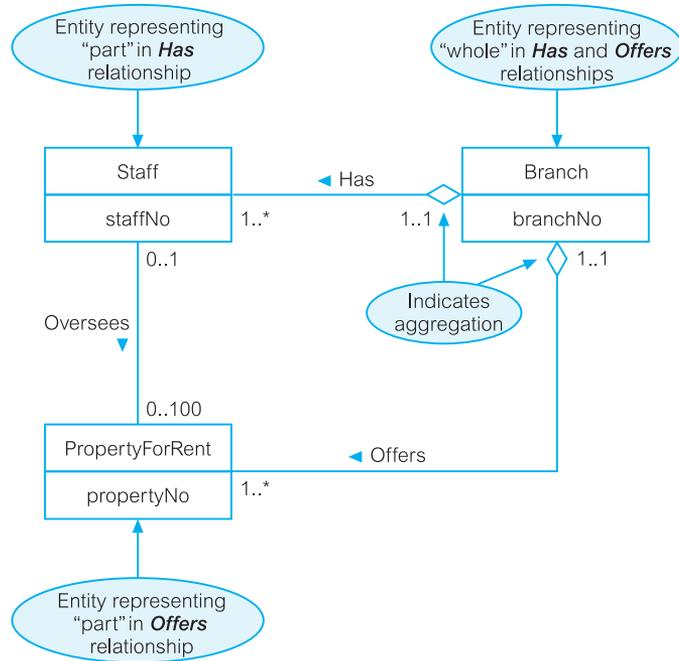 Entity representing
“part” in Has
relationship
Entity representing
“whole” in Has and Offers
relationships
Staff
◄ Has
Branch
staffNo
1..*
1..1
branchNo
0..1
1..1
Indicates
aggregation
Oversees
▼
0..100
PropertyForRent
◄ Offers
propertyNo
1..*
Entity representing
“part” in Offers
relationship